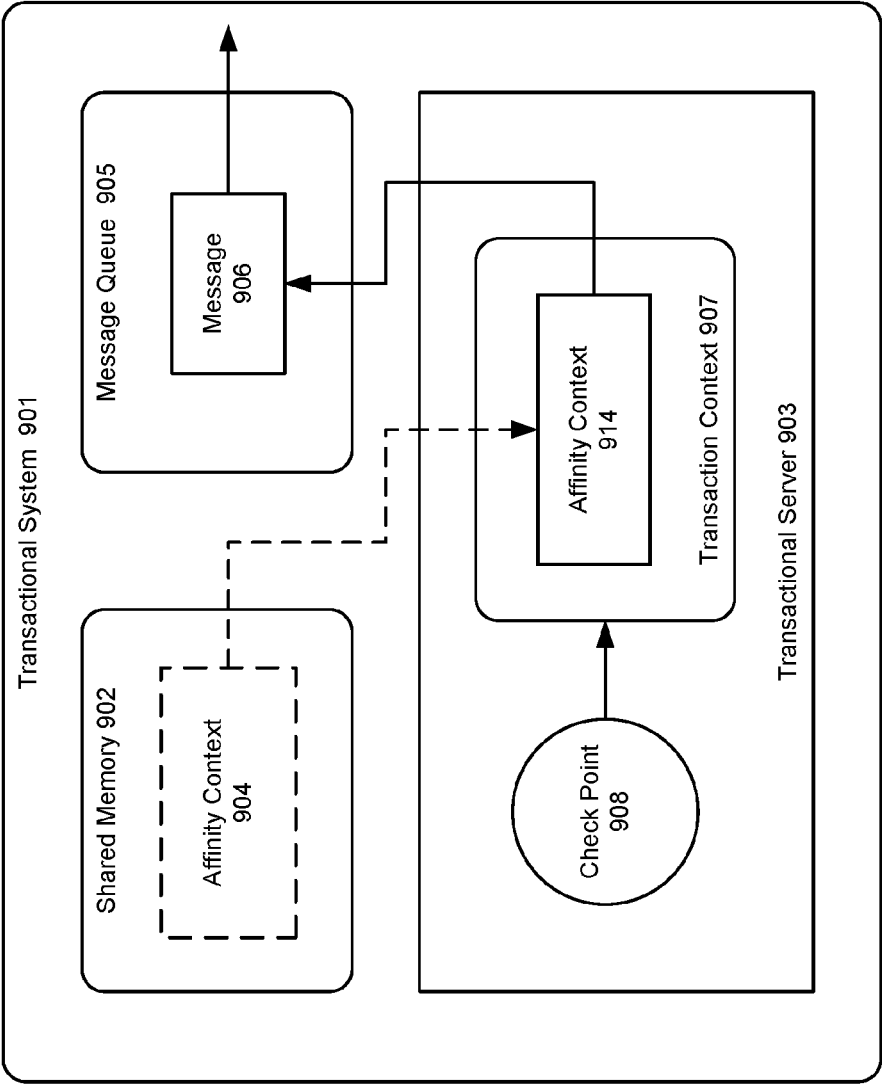 Transactional System 901
Shared Memory 902
Affinity Context
904
Message Queue 905
Message
906
Check Point
908
Affinity Context
914
Transaction Context 907
Transactional Server 903